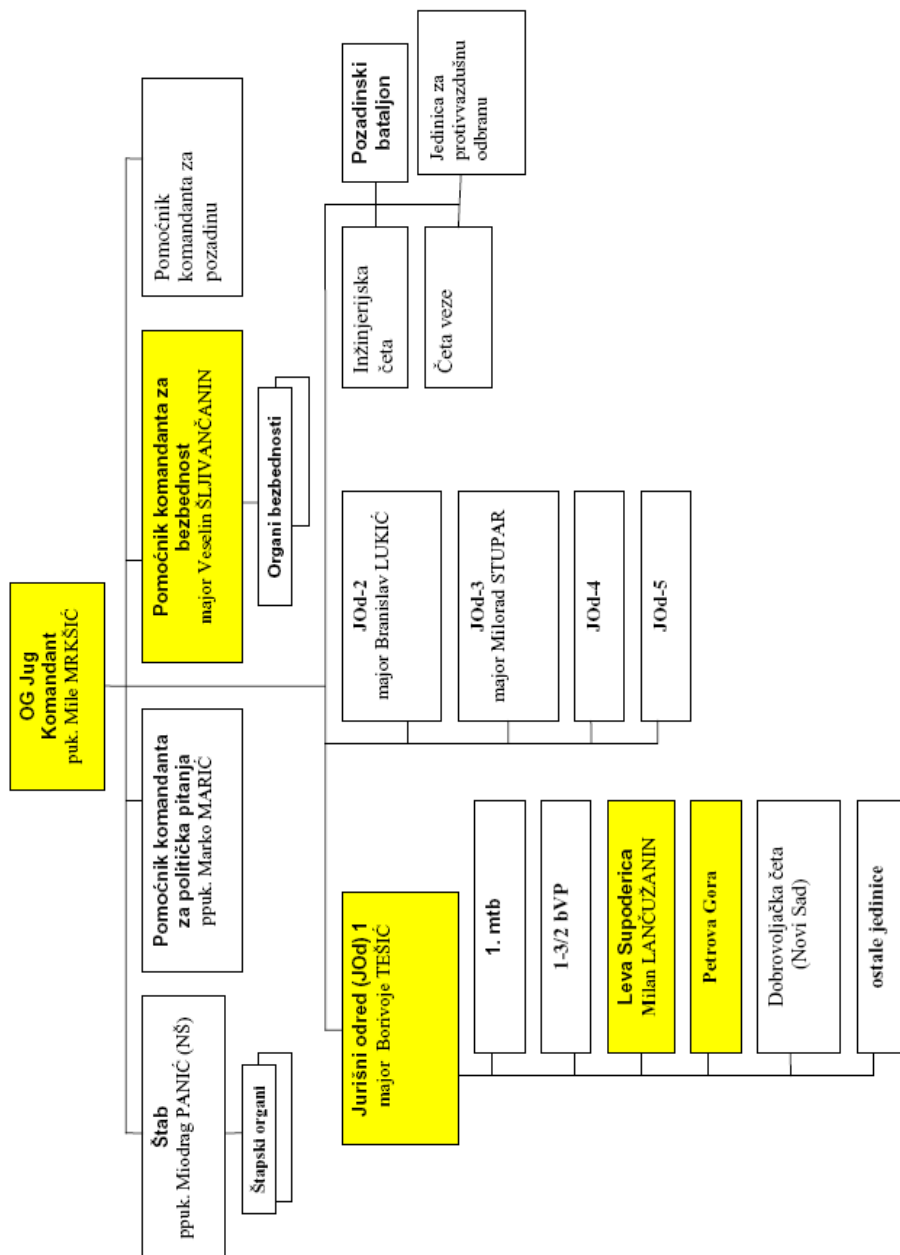 OG Jug
Komandant
puk. Mile MRKŠIĆ
Štab
ppuk. Miodrag PANIĆ (NŠ)
Štapski organi
Pomoćnik komandanta
za politička pitanja
ppuk. Marko MARIĆ
Pomoćnik komandanta za
bezbednost
major Veselin ŠLJIVANČANIN
Organi bezbednosti
Pomoćnik
komandanta za
pozadinu
Jurišni odred (JOd) 1
major Borivoje TEŠIĆ
1. mtb
1-3/2 bVP
Leva Supoderica
Milan LANČUŽANIN
Petrova Gora
Dobrovoljačka četa
(Novi Sad)
ostale jedinice
JOd-2
major Branislav LUKIĆ
JOd-3
major Milorad STUPAR
JOd-4
JOd-5
Inžinjerijska
četa
Četa veze
Pozadinski
bataljon
Jedinica za
protivvazdušnu
odbranu